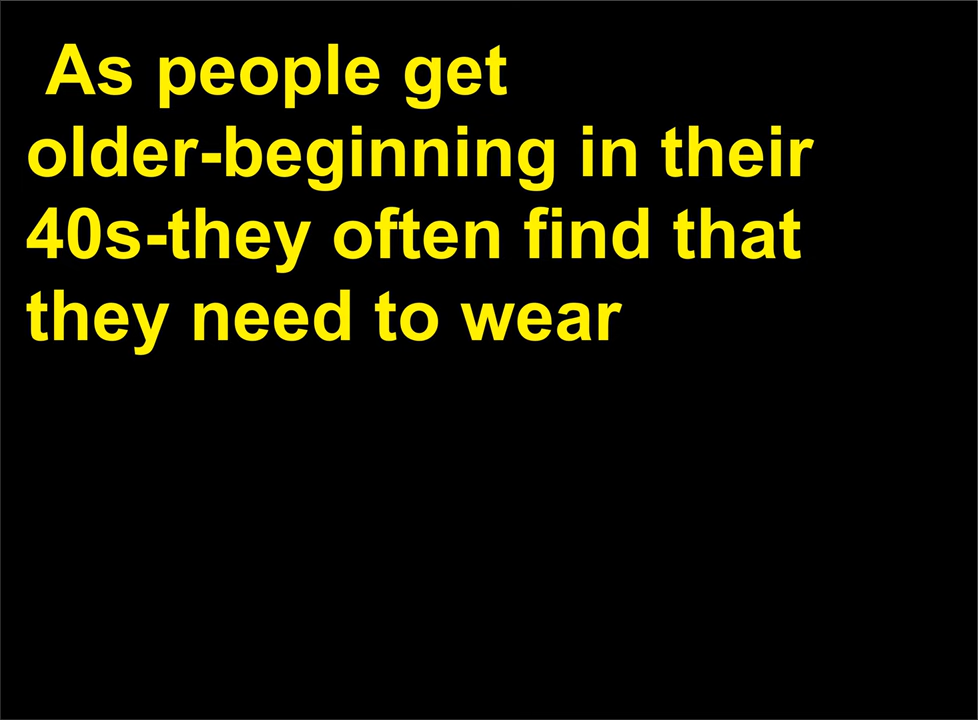 As people get
older-beginning in their
40s-they often find that
they need to wear